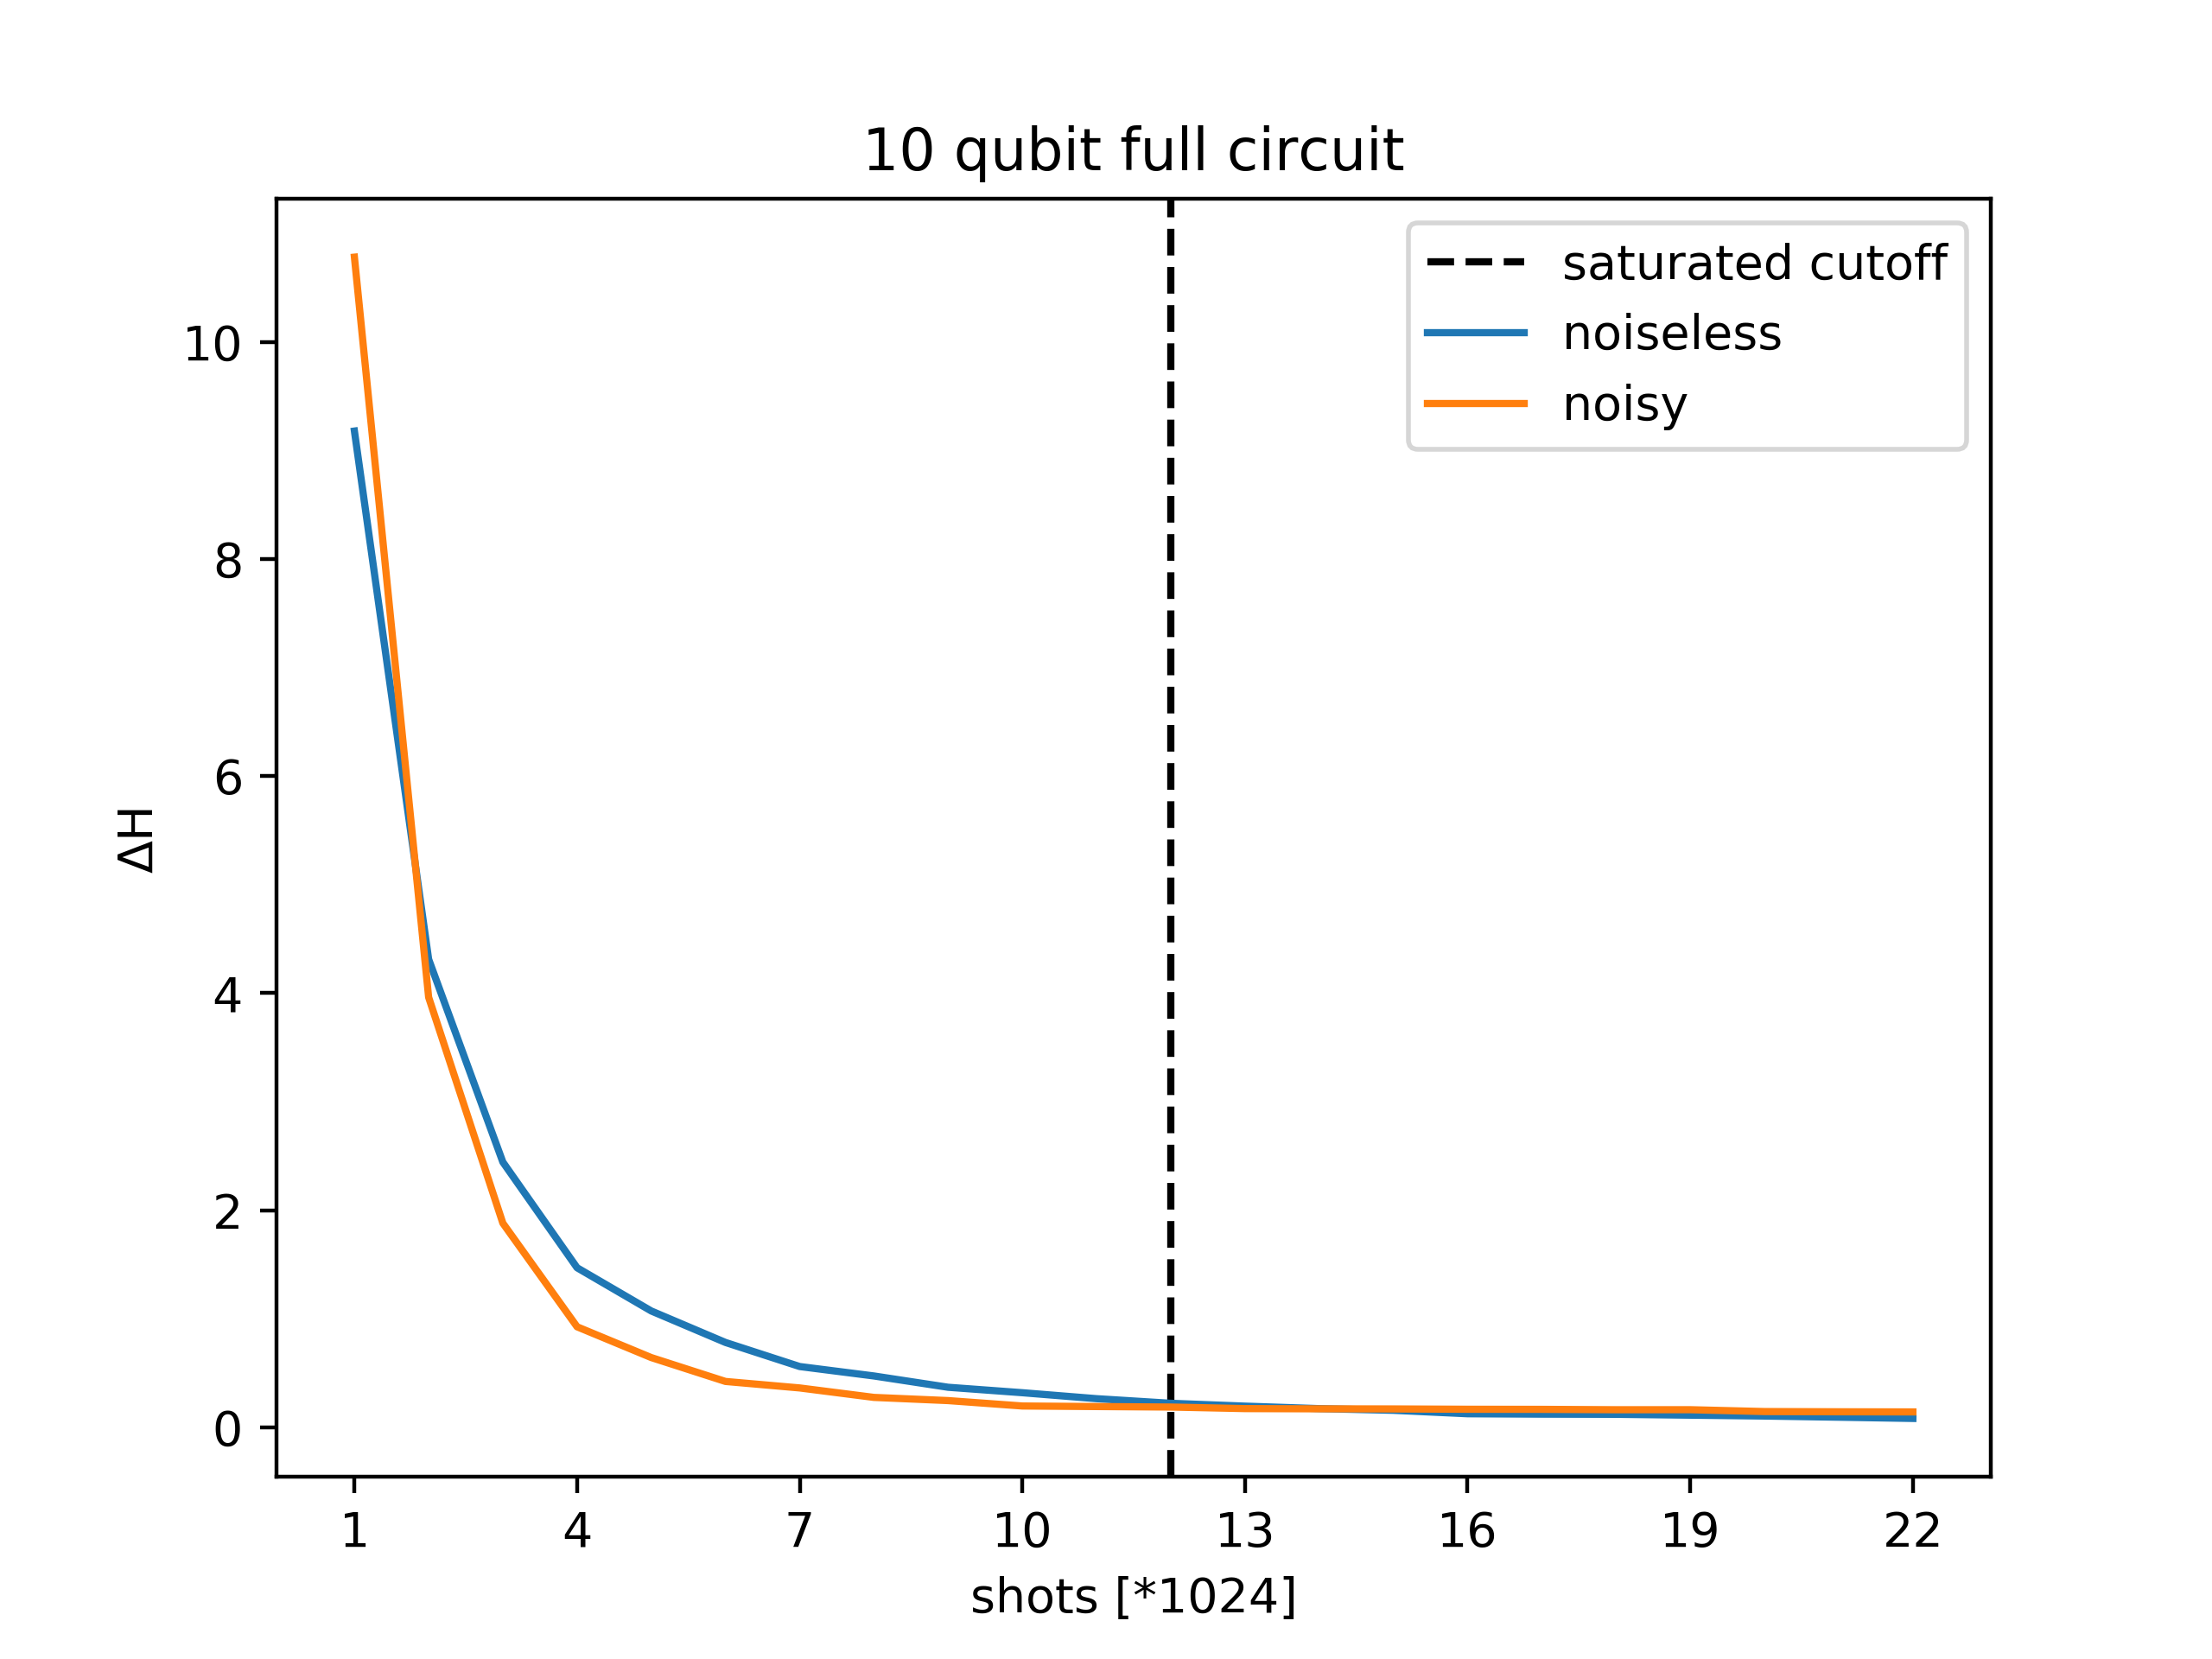 10 qubit full circuit
saturated cutoff
noiseless
noisy
10
8
6
4
2
0
ΔH
1 4 7 10 13 16 19 22
shots [*1024]